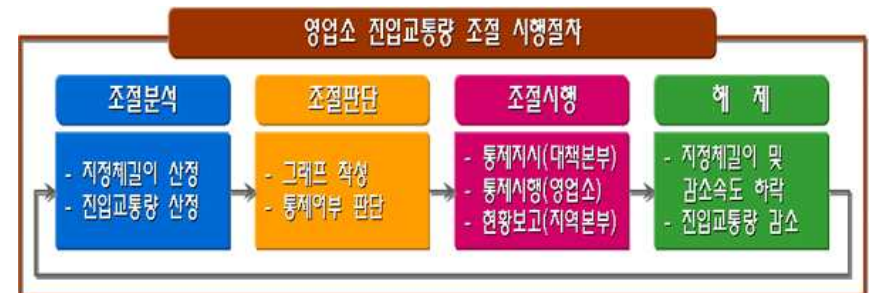 영업소 진입교통량 조절 시행절차
조절분석
- 지정체길이 산정
- 진입교통량 산정
조절판단
- 그래프 작성
- 통제여부 판단
조절시행
- 통제지시(대책본부)
- 통제시행(영업소)
- 현황보고(지역본부)
해 제
- 지정체길이 및
감소속도 하락
- 진입교통량 감소